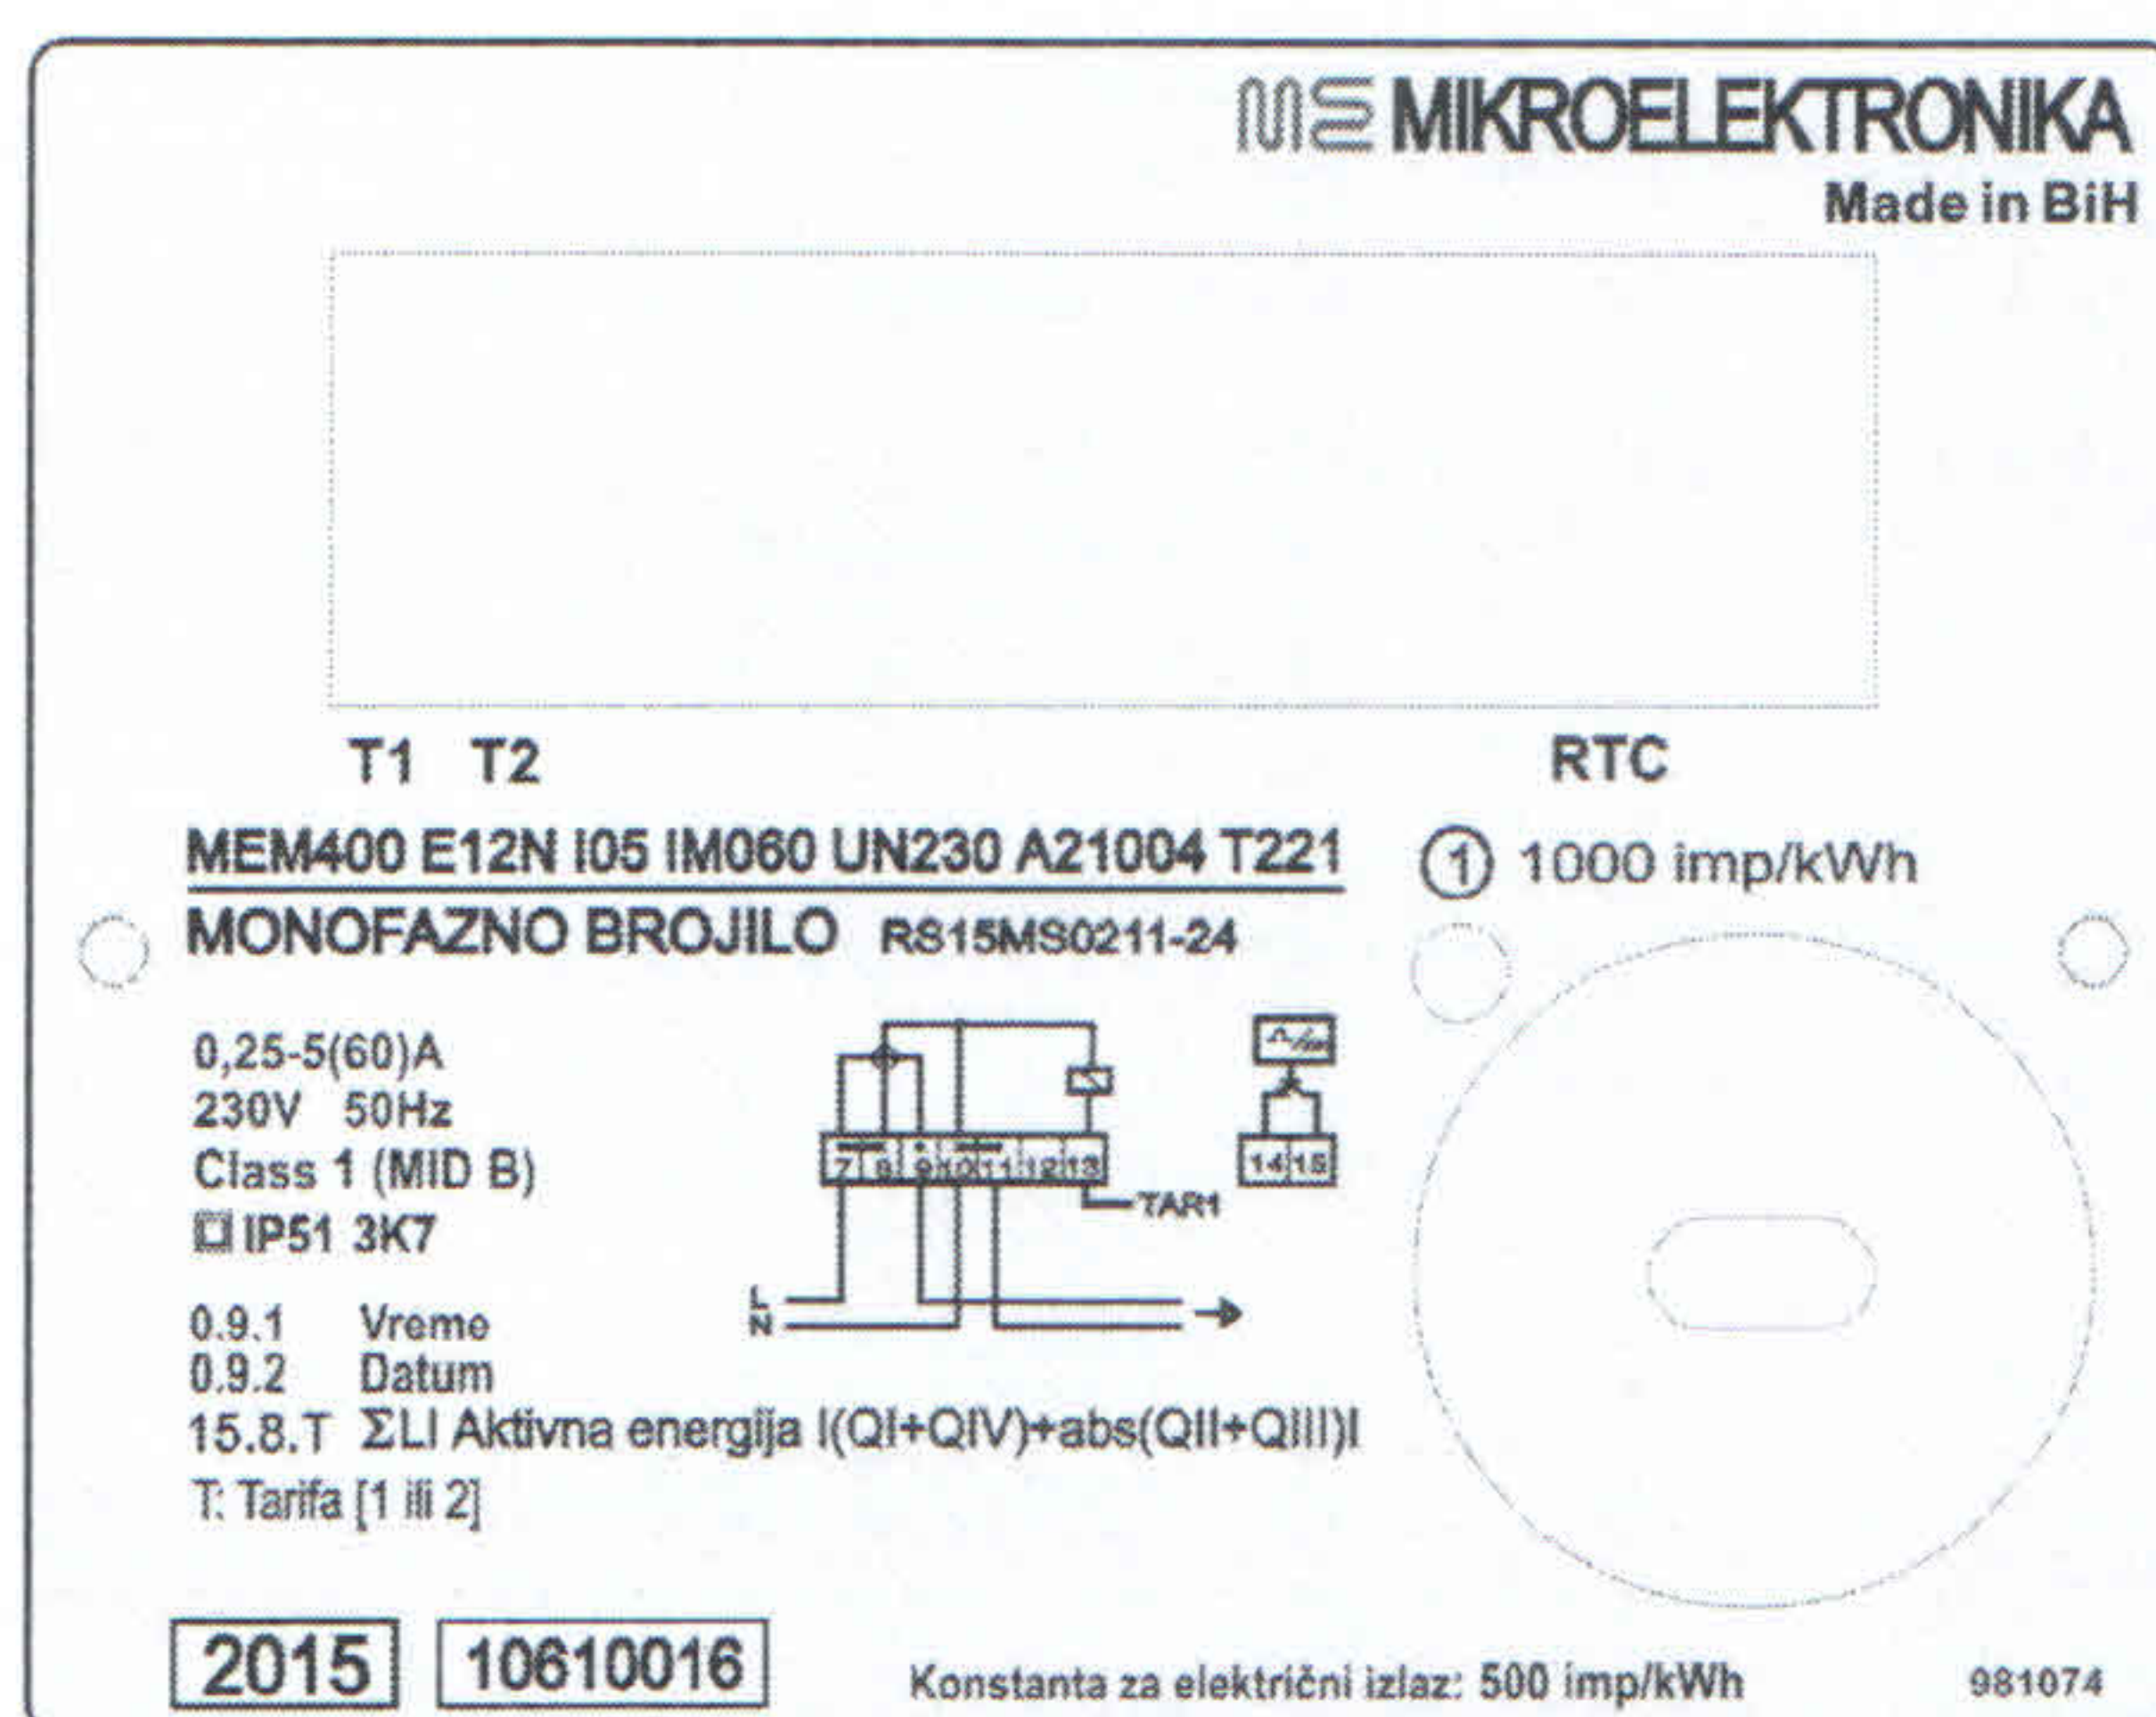 ME MIKROELEKTRONIKA
Made in BiH
T1 T2 RTC
MEM400 E12N I05 IM060 UN230 A21004 T221
1 1000 imp/kWh
MONOFAZNO BROJILO RS15MS0211-24
0,25-5(60)A
230V 50Hz
Class 1 (MID B)
IP51 3K7
7 8 9 10 11 12 13
14 15
TAR1
L
N
0.9.1 Vreme
0.9.2 Datum
15.8.T ΣLI Aktivna energija I(QI+QIV)+abs(QII+QIII)I
T: Tarifa [1 ili 2]
2015 10610016
Konstanta za električni izlaz: 500 imp/kWh
981074